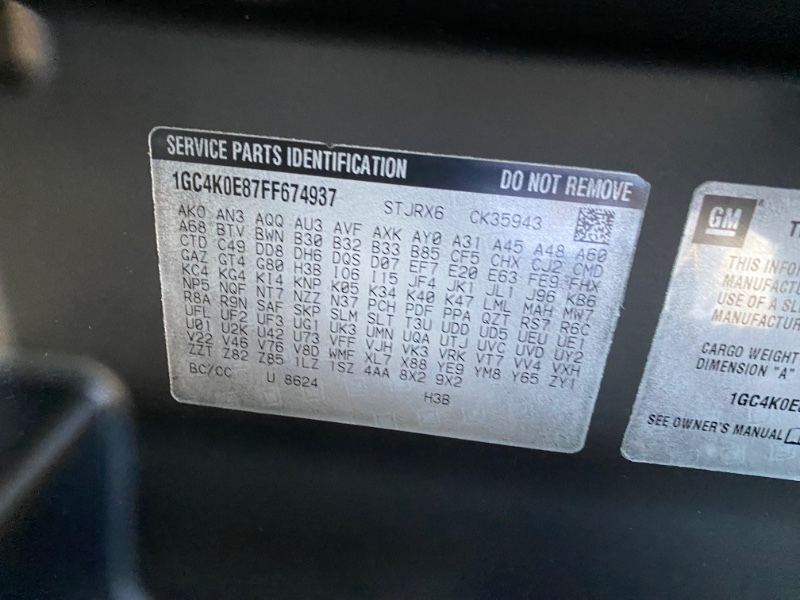 SERVICE PARTS IDENTIFICATION DO NOT REMOVE
1GC4K0E87FF674937 STJRX6 CK35943
AKO AN3 AQQ AU3 AVF AXK AY0 A31 A45 A48 A60
A68 BTV BWN B30 B32 B33 B85 CF5 CHX CJ2 CMD
CTD C49 DD8 DH6 DQS D07 EF7 E20 E63 FE9 FHX
GAZ GT4 G80 H3B I06 I15 JF4 JK1 JL1 J96 KB6
KC4 KG4 KI4 KNP K05 K34 K40 K47 LML MAH MW7
NP5 NQF NT7 NZZ N37 PCH PDF PPA QZT RS7 R6C
R8A R9N SAF SKP SLM SLT T3U UDD UD5 UEU UE1
UFL UF2 UF3 UG1 UK3 UMN UQA UTJ UVC UVD UY2
U01 U2K U42 U73 VFF VJH VK3 VRK VT7 VV4 VXH
V22 V46 V76 V8D WMF XL7 X88 YE9 YM8 Y65 ZY1
ZZT Z82 Z85 1LZ 1SZ 4AA 8X2 9X2
BC/CC U 8624 H3B
GM
THIS INFOR
MANUFACTUR
USE OF A SL
MANUFACTUR
CARGO WEIGHT
DIMENSION "A"
1GC4K0E8
SEE OWNER'S MANUAL